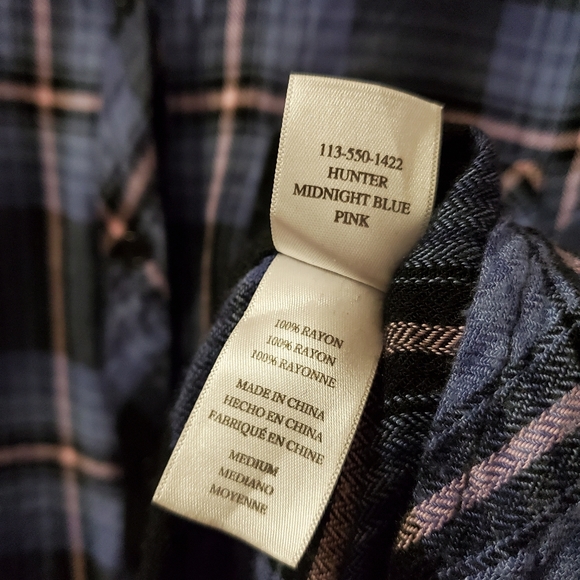 113-550-1422
HUNTER
MIDNIGHT BLUE
PINK
100% RAYON
100% RAYON
100% RAYONNE
MADE IN CHINA
HECHO EN CHINA
FABRIQUÉ EN CHINE
MEDIUM
MEDIANO
MOYENNE